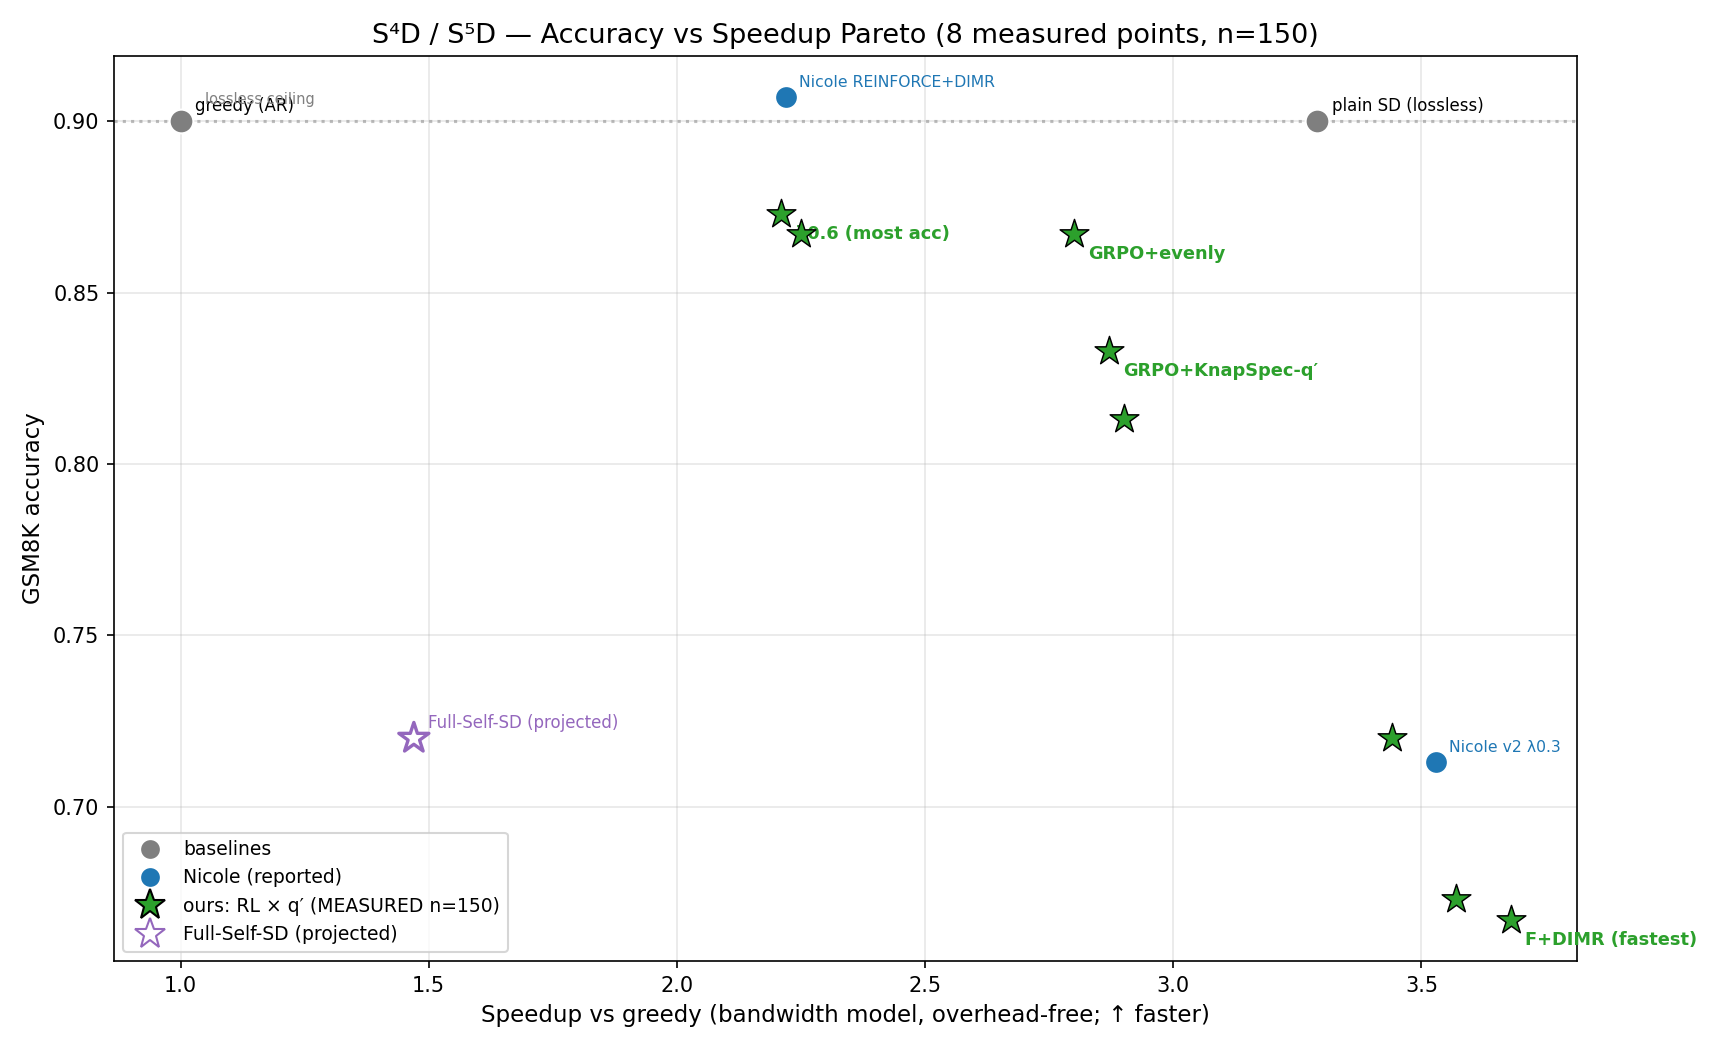 S⁴D / S⁵D — Accuracy vs Speedup Pareto (8 measured points, n=150)
Nicole REINFORCE+DIMR
lossless ceiling
greedy (AR)
plain SD (lossless)
0.6 (most acc)
GRPO+evenly
GRPO+KnapSpec-q′
Full-Self-SD (projected)
Nicole v2 λ0.3
F+DIMR (fastest)
GSM8K accuracy
0.90
0.85
0.80
0.75
0.70
baselines
Nicole (reported)
ours: RL × q′ (MEASURED n=150)
Full-Self-SD (projected)
1.0
1.5
2.0
2.5
3.0
3.5
Speedup vs greedy (bandwidth model, overhead-free; ↑ faster)